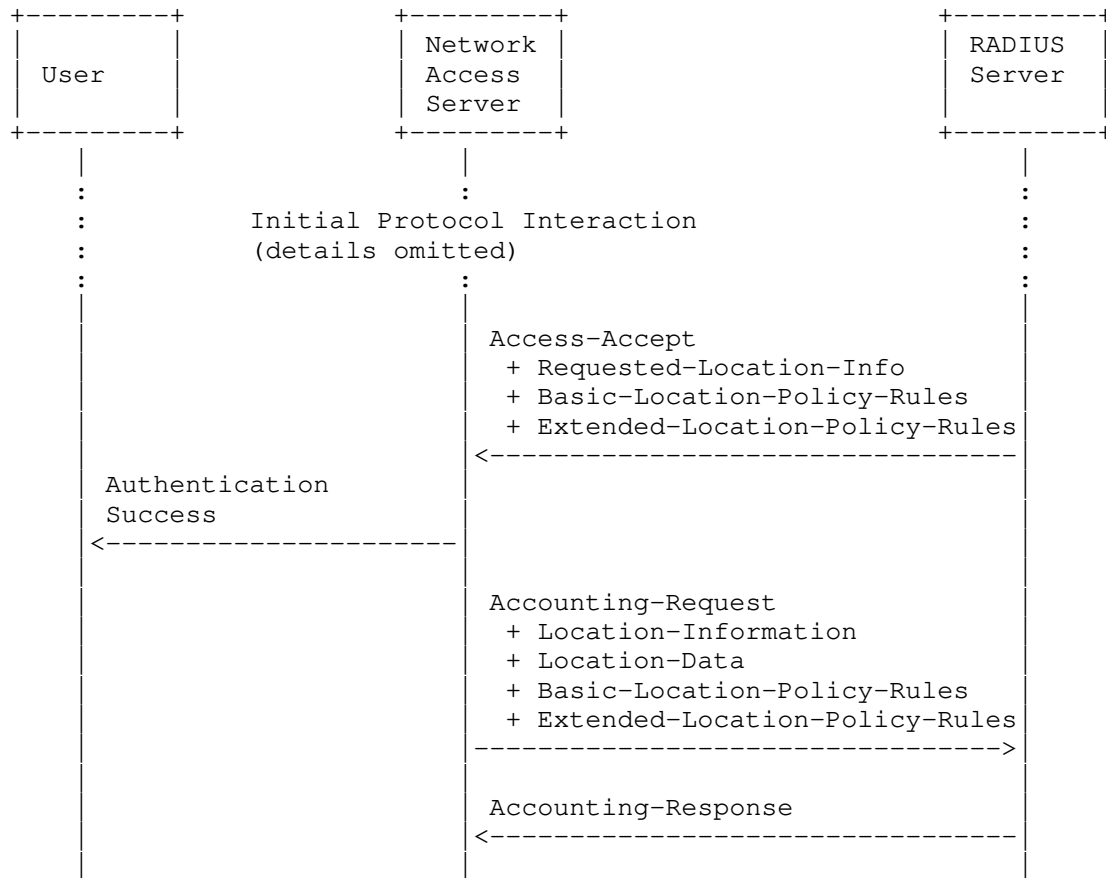 User
Network
Access
Server
RADIUS
Server
Initial Protocol Interaction
(details omitted)
Access-Accept
+ Requested-Location-Info
+ Basic-Location-Policy-Rules
+ Extended-Location-Policy-Rules
Authentication
Success
Accounting-Request
+ Location-Information
+ Location-Data
+ Basic-Location-Policy-Rules
+ Extended-Location-Policy-Rules
Accounting-Response